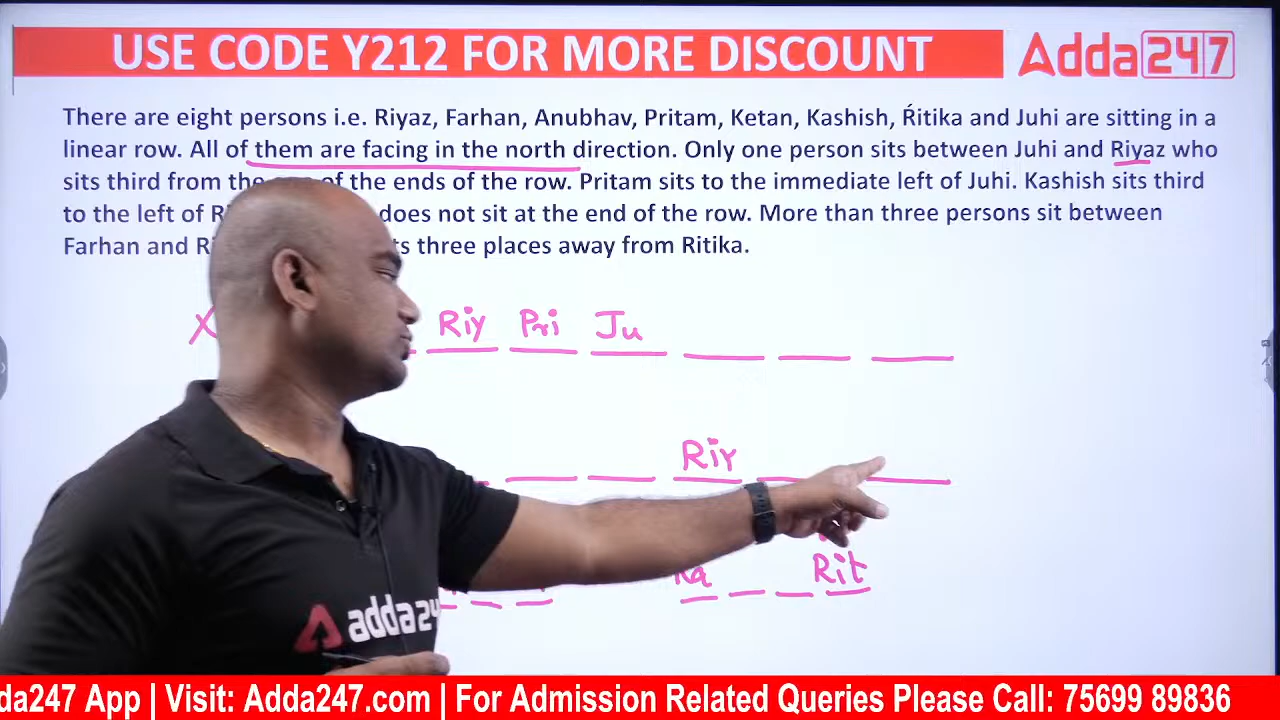 USE CODE Y212 FOR MORE DISCOUNT
Adda247
There are eight persons i.e. Riyaz, Farhan, Anubhav, Pritam, Ketan, Kashish, Ŕitika and Juhi are sitting in a
linear row. All of them are facing in the north direction. Only one person sits between Juhi and Riyaz who
sits third from the of the ends of the row. Pritam sits to the immediate left of Juhi. Kashish sits third
to the left of does not sit at the end of the row. More than three persons sit between
Farhan and three places away from Ritika.
X Riy Pri Ju
Riy
Rit
adda24
App | Visit: Adda247.com | For Admission Related Queries Please Call: 75699 89836